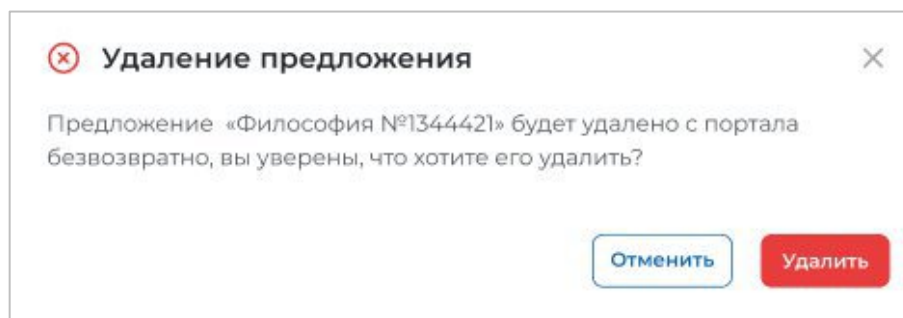 Удаление предложения
Предложение «Философия №1344421» будет удалено с портала
безвозвратно, вы уверены, что хотите его удалить?
Отменить
Удалить